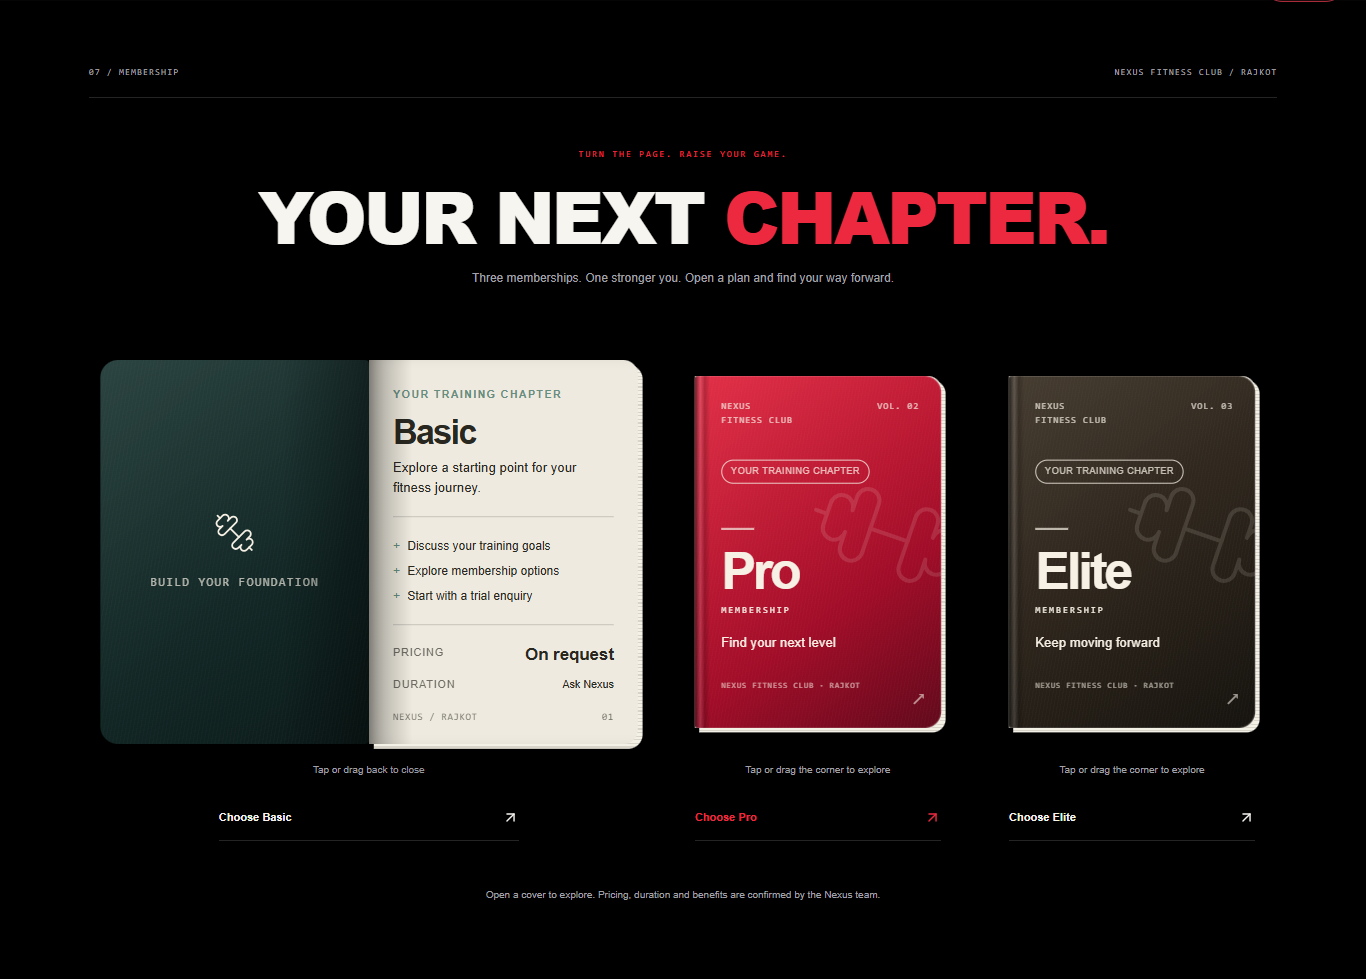 07 / MEMBERSHIP
NEXUS FITNESS CLUB / RAJKOT
TURN THE PAGE. RAISE YOUR GAME.
YOUR NEXT CHAPTER.
Three memberships. One stronger you. Open a plan and find your way forward.
BUILD YOUR FOUNDATION
YOUR TRAINING CHAPTER
Basic
Explore a starting point for your
fitness journey.
+ Discuss your training goals
+ Explore membership options
+ Start with a trial enquiry
PRICING On request
DURATION Ask Nexus
NEXUS / RAJKOT 01
Tap or drag back to close
Choose Basic
NEXUS
FITNESS CLUB
VOL. 02
YOUR TRAINING CHAPTER
Pro
MEMBERSHIP
Find your next level
NEXUS FITNESS CLUB - RAJKOT
Tap or drag the corner to explore
Choose Pro
NEXUS
FITNESS CLUB
VOL. 03
YOUR TRAINING CHAPTER
Elite
MEMBERSHIP
Keep moving forward
NEXUS FITNESS CLUB - RAJKOT
Tap or drag the corner to explore
Choose Elite
Open a cover to explore. Pricing, duration and benefits are confirmed by the Nexus team.